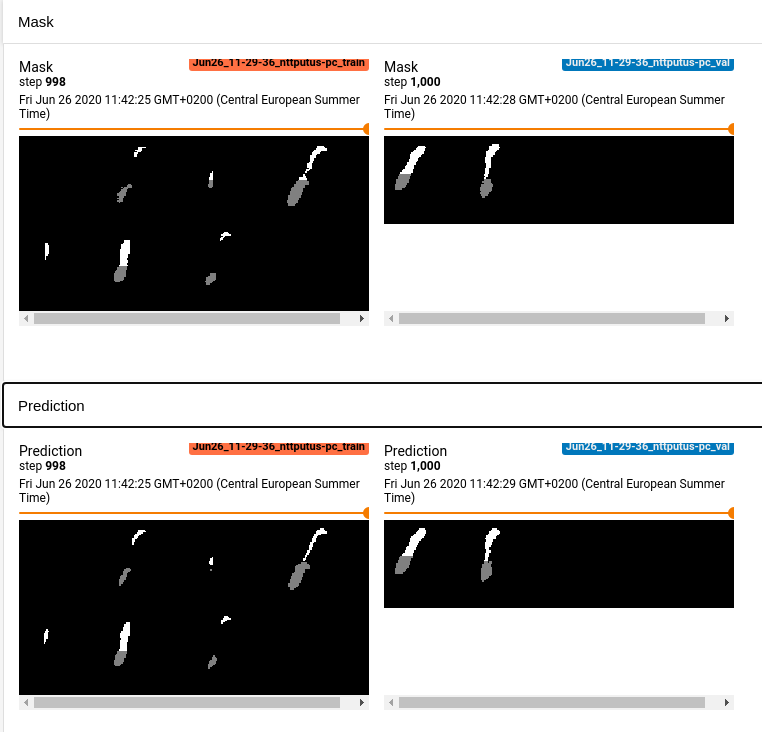 Mask
Mask
Jun26_11-29-36_nttputus-pc_train
step 998
Fri Jun 26 2020 11:42:25 GMT+0200 (Central European Summer
Time)
Mask
Jun26_11-29-36_nttputus-pc_val
step 1,000
Fri Jun 26 2020 11:42:28 GMT+0200 (Central European Summer
Time)
Prediction
Prediction
Jun26_11-29-36_nttputus-pc_train
step 998
Fri Jun 26 2020 11:42:25 GMT+0200 (Central European Summer
Time)
Prediction
Jun26_11-29-36_nttputus-pc_val
step 1,000
Fri Jun 26 2020 11:42:29 GMT+0200 (Central European Summer
Time)